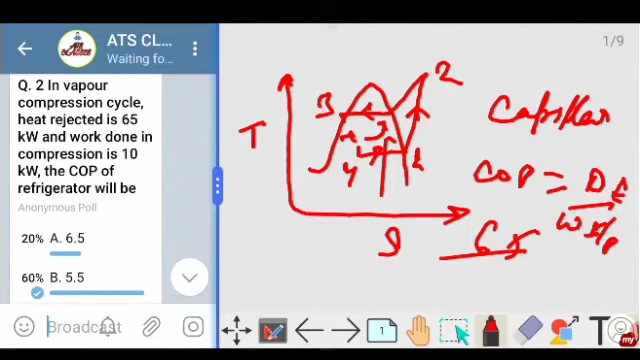 ATS CL...
Waiting fo...
Q. 2 In vapour
compression cycle,
heat rejected is 65
kW and work done in
compression is 10
kW, the COP of
refrigerator will be
Anonymous Poll
20% A. 6.5
60% B. 5.5
Broadcast
1/9
T
3
2
4
1
S
COP = D E
W I/P
1
T
my